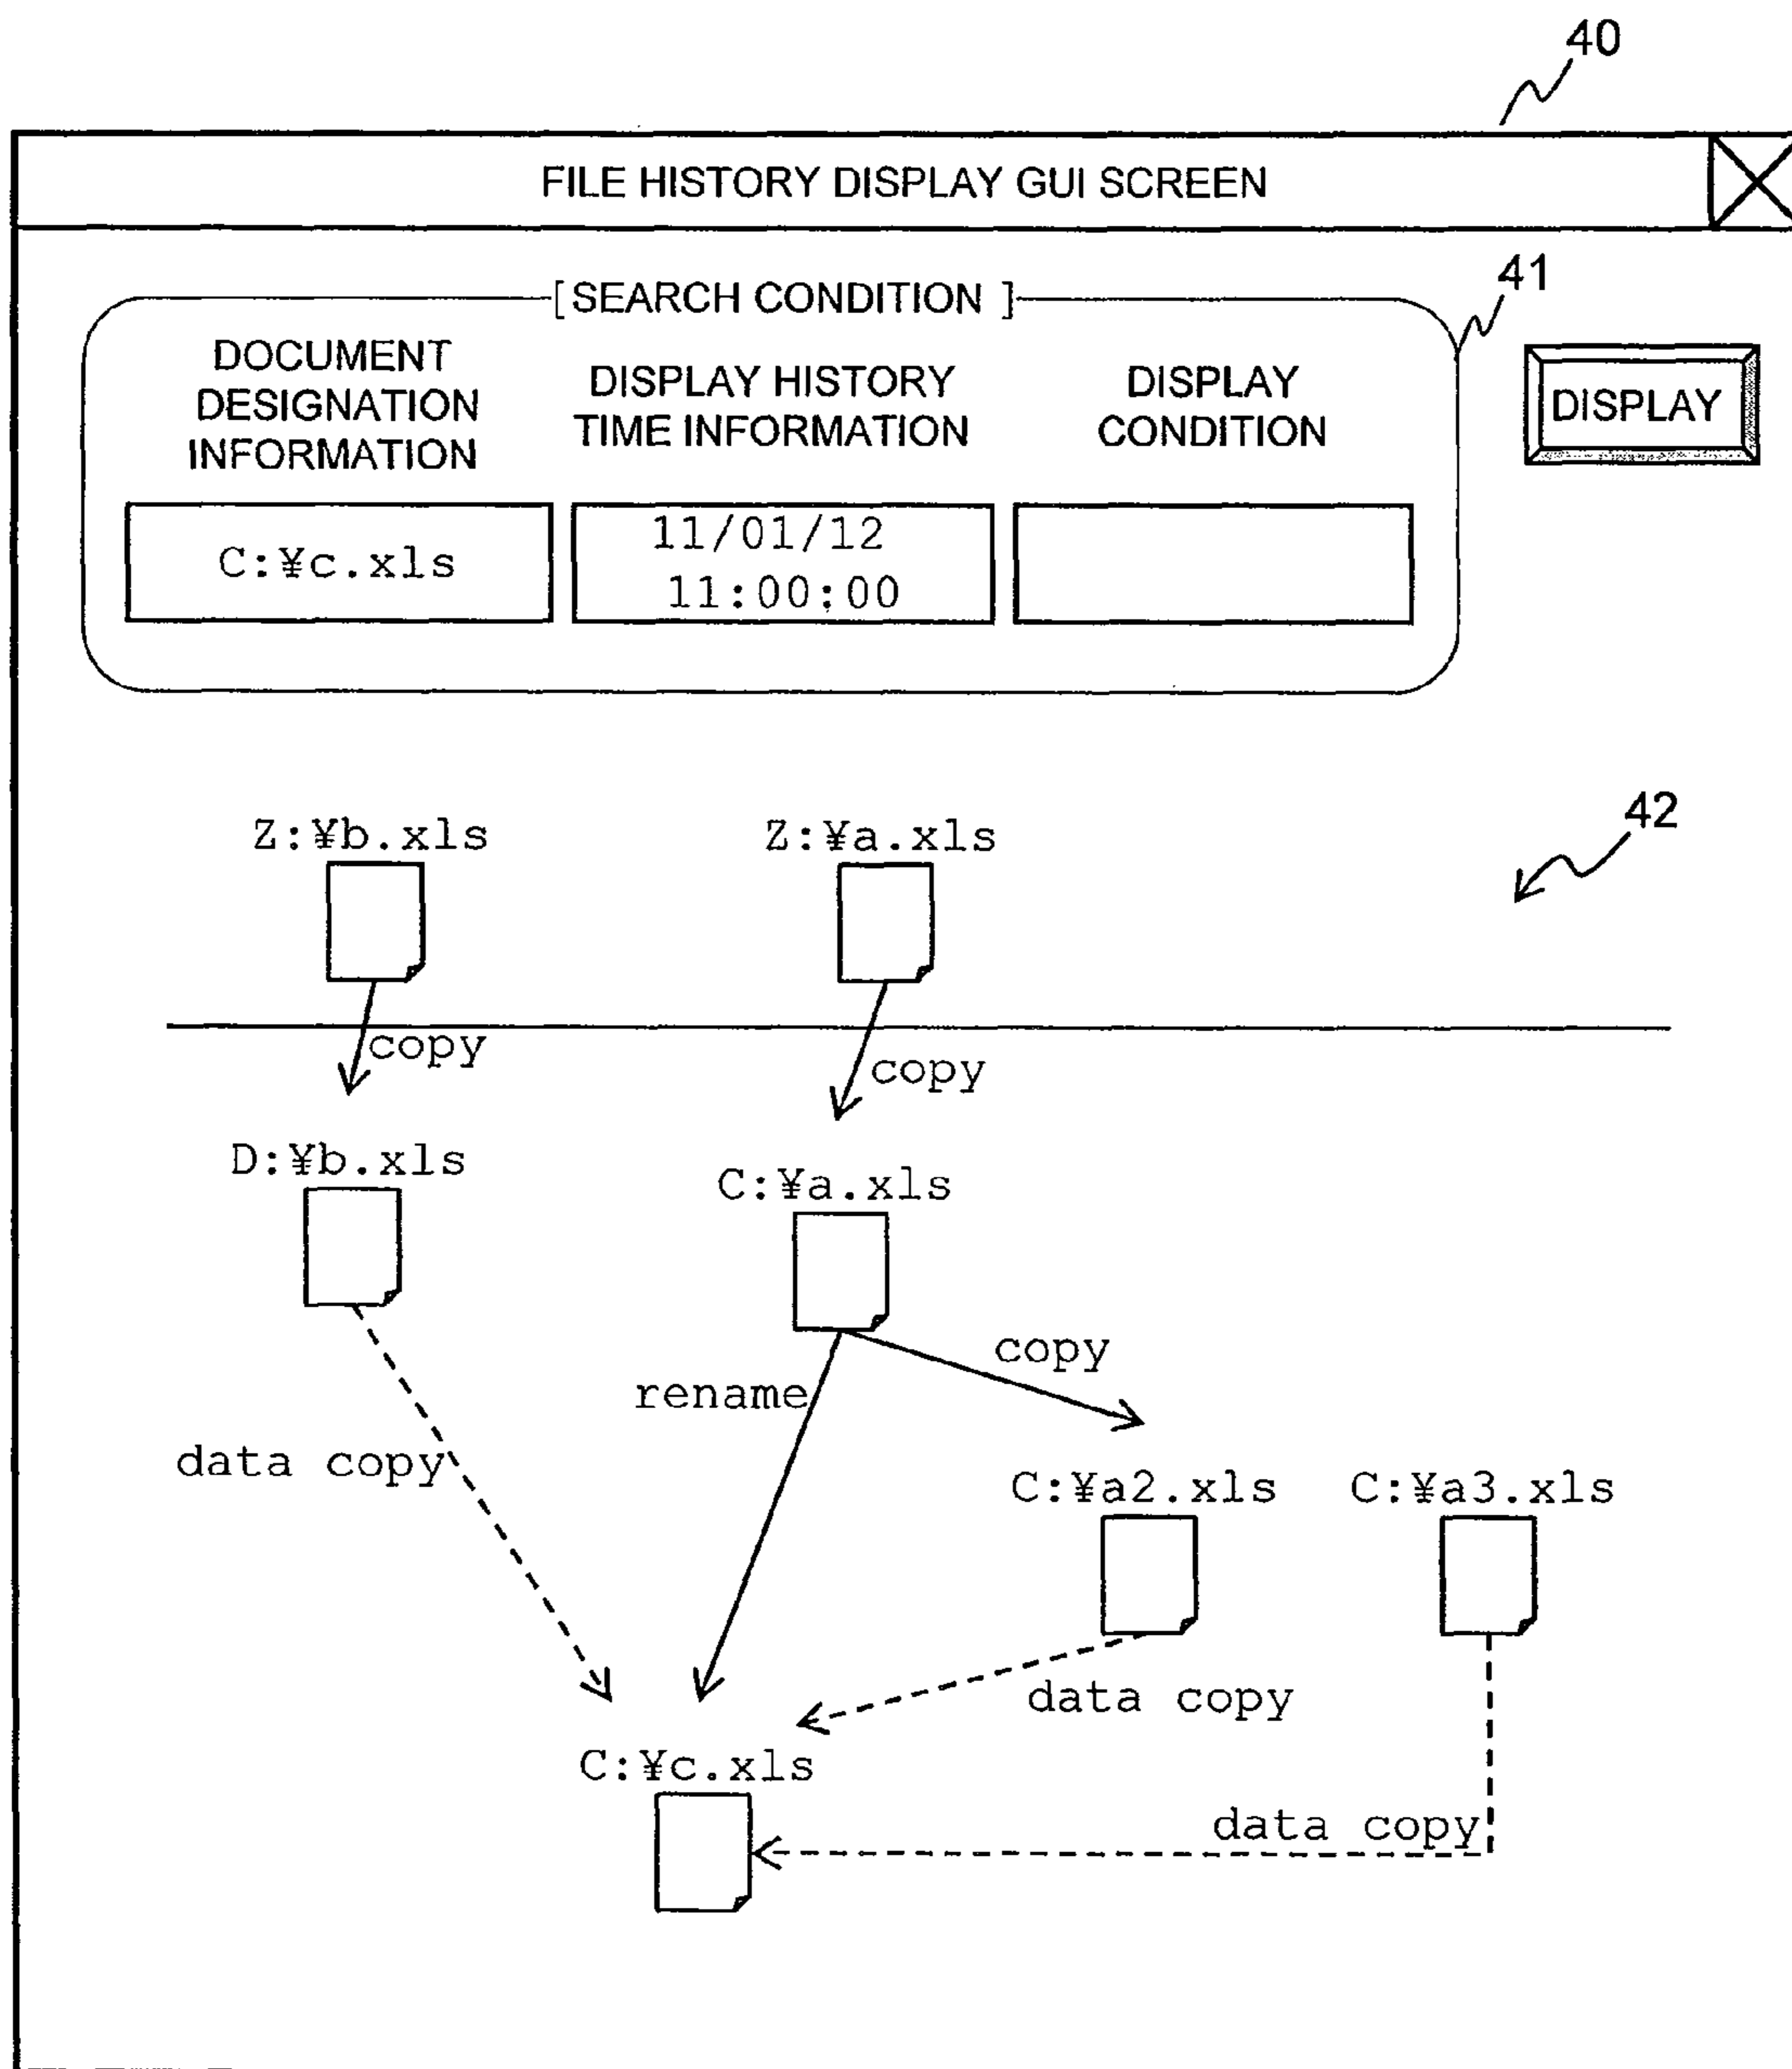 40
FILE HISTORY DISPLAY GUI SCREEN
[SEARCH CONDITION ]
41
DOCUMENT
DESIGNATION
INFORMATION
DISPLAY HISTORY
TIME INFORMATION
DISPLAY
CONDITION
DISPLAY
C:¥c.xls
11/01/12
11:00:00
42
Z:¥b.xls
Z:¥a.xls
copy
copy
D:¥b.xls
C:¥a.xls
copy
rename
data copy
C:¥a2.xls
C:¥a3.xls
data copy
C:¥c.xls
data copy